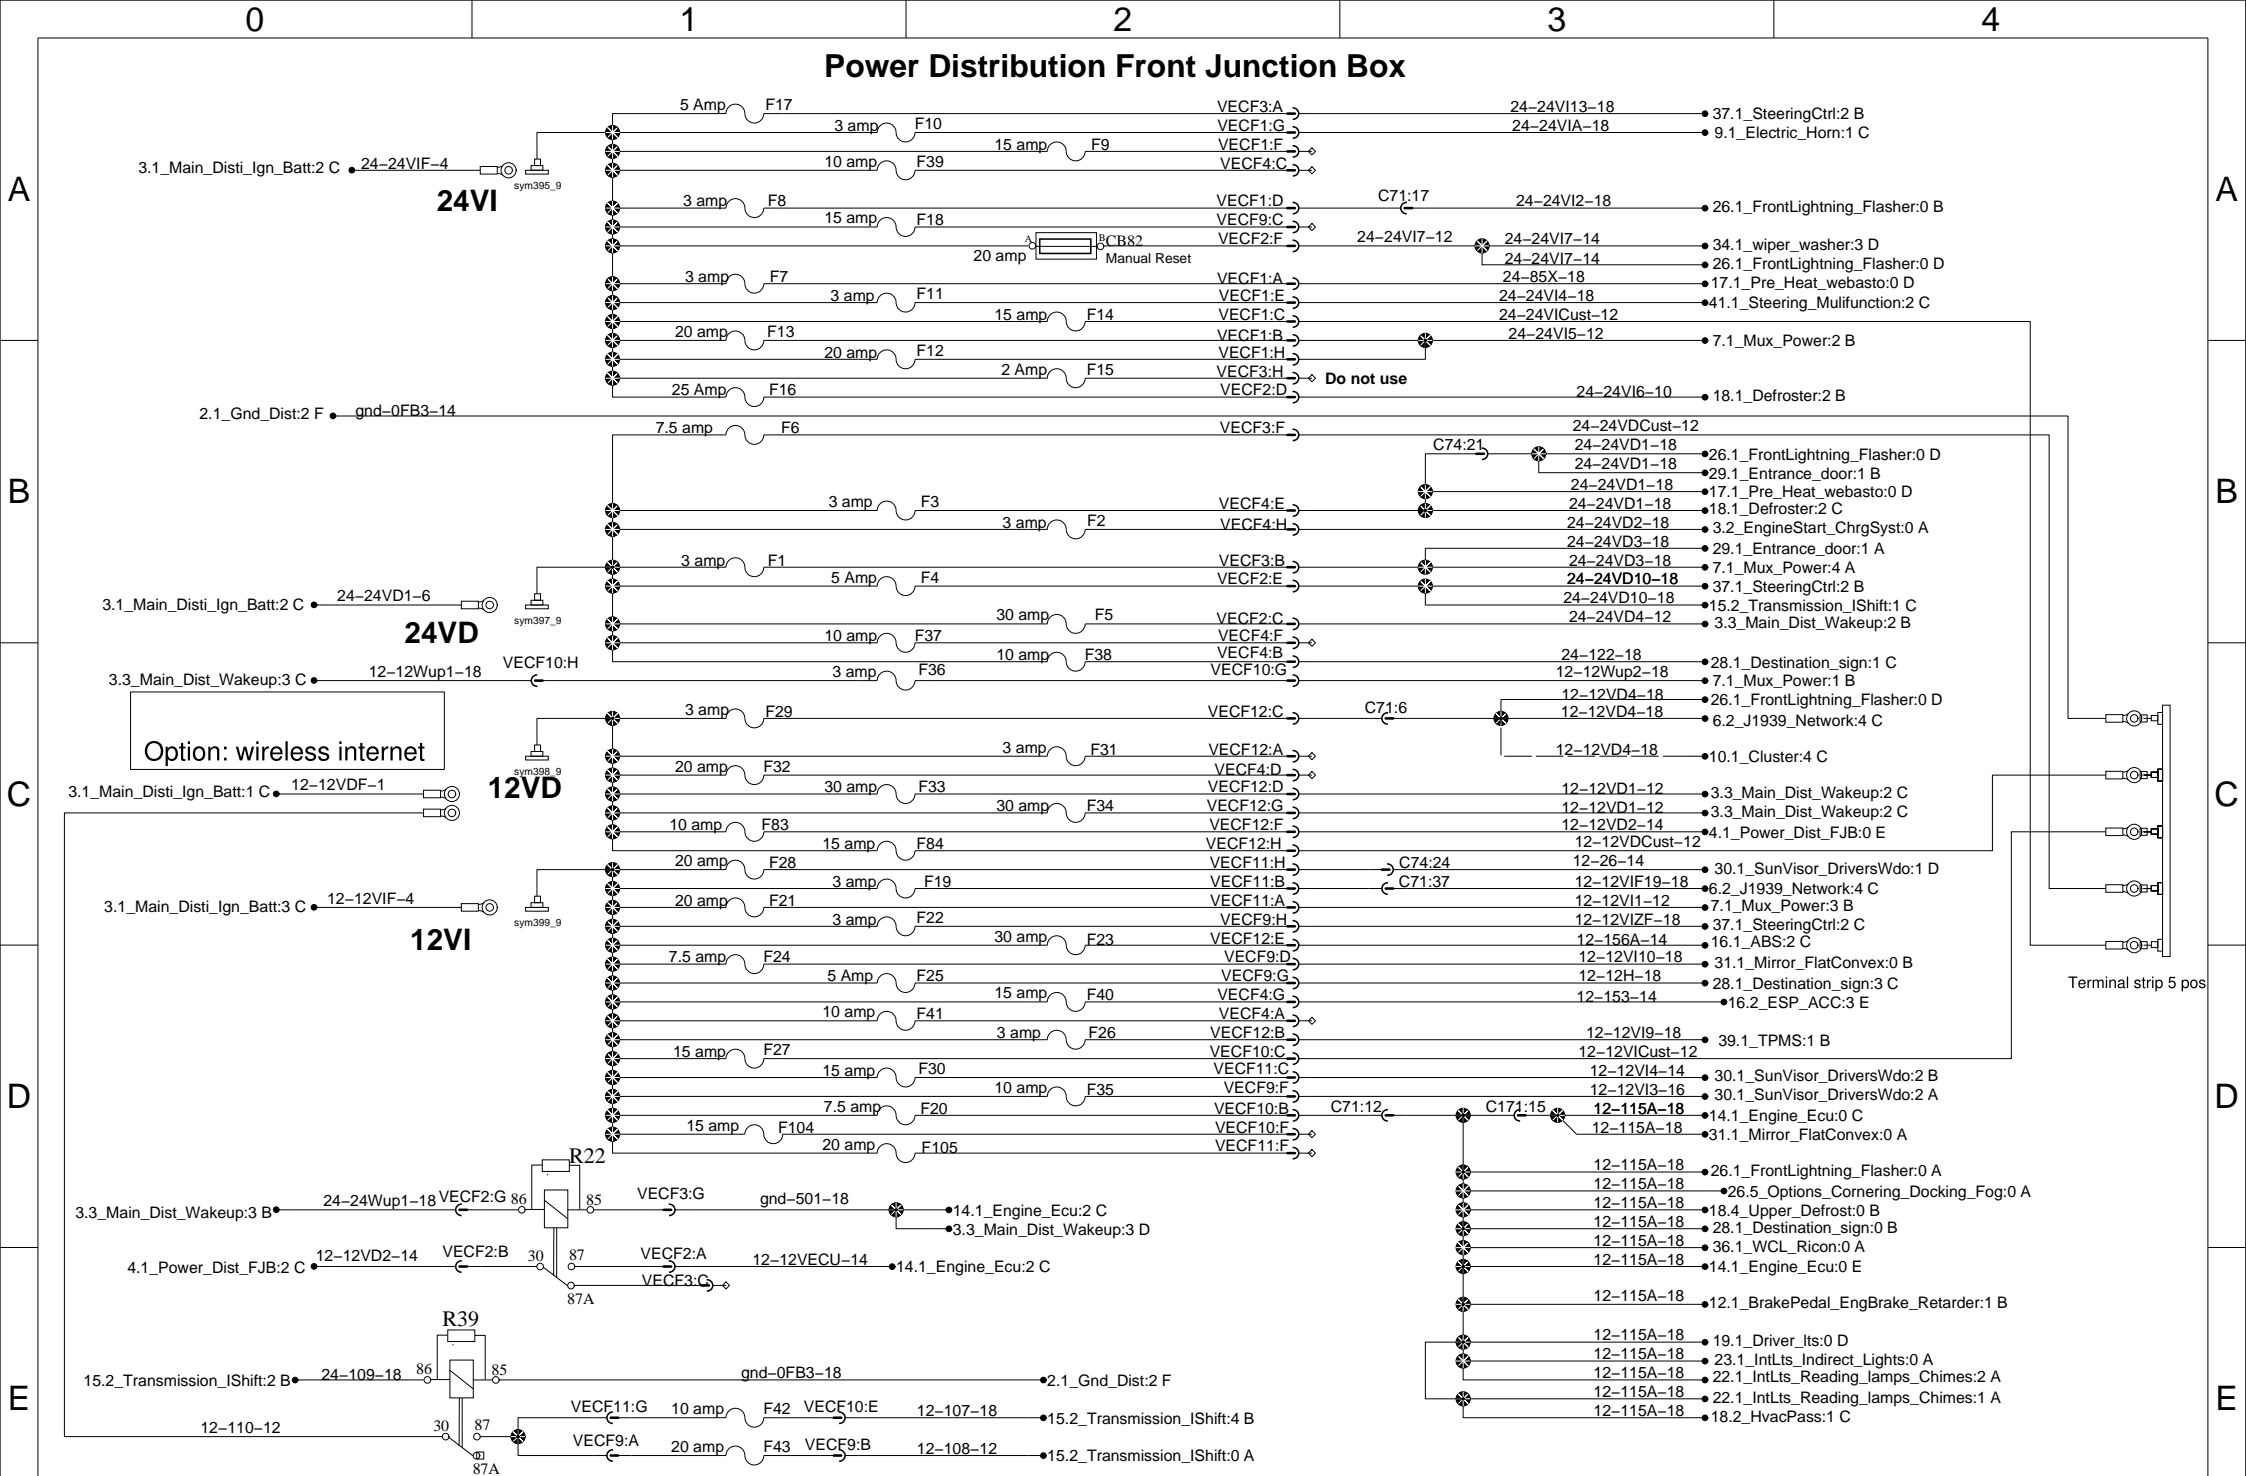 0 1 2 3 4
Power Distribution Front Junction Box
5 Amp F17 VECF3:A 24-24VI13-18 37.1_SteeringCtrl:2 B
3 amp F10 VECF1:G 24-24VIA-18 9.1_Electric_Horn:1 C
15 amp F9 VECF1:F
3.1_Main_Disti_Ign_Batt:2 C 24-24VIF-4 sym395_9 10 amp F39 VECF4:C
A 24VI A
3 amp F8 VECF1:D C71:17 24-24VI2-18 26.1_FrontLightning_Flasher:0 B
15 amp F18 VECF9:C
20 amp A B CB82 Manual Reset VECF2:F 24-24VI7-12 24-24VI7-14 34.1_wiper_washer:3 D
24-24VI7-14 26.1_FrontLightning_Flasher:0 D
3 amp F7 VECF1:A 24-85X-18 17.1_Pre_Heat_webasto:0 D
3 amp F11 VECF1:E 24-24VI4-18 41.1_Steering_Mulifunction:2 C
15 amp F14 VECF1:C 24-24VICust-12
20 amp F13 VECF1:B 24-24VI5-12 7.1_Mux_Power:2 B
20 amp F12 VECF1:H
2 Amp F15 VECF3:H Do not use
25 Amp F16 VECF2:D 24-24VI6-10 18.1_Defroster:2 B
2.1_Gnd_Dist:2 F gnd-0FB3-14
7.5 amp F6 VECF3:F 24-24VDCust-12
C74:21 24-24VD1-18 26.1_FrontLightning_Flasher:0 D
24-24VD1-18 29.1_Entrance_door:1 B
B 24-24VD1-18 17.1_Pre_Heat_webasto:0 D B
3 amp F3 VECF4:E 24-24VD1-18 18.1_Defroster:2 C
3 amp F2 VECF4:H 24-24VD2-18 3.2_EngineStart_ChrgSyst:0 A
24-24VD3-18 29.1_Entrance_door:1 A
3 amp F1 VECF3:B 24-24VD3-18 7.1_Mux_Power:4 A
5 Amp F4 VECF2:E 24-24VD10-18 37.1_SteeringCtrl:2 B
3.1_Main_Disti_Ign_Batt:2 C 24-24VD1-6 sym397_9 24-24VD10-18 15.2_Transmission_IShift:1 C
24VD 30 amp F5 VECF2:C 24-24VD4-12 3.3_Main_Dist_Wakeup:2 B
10 amp F37 VECF4:F
10 amp F38 VECF4:B 24-122-18 28.1_Destination_sign:1 C
3.3_Main_Dist_Wakeup:3 C 12-12Wup1-18 VECF10:H 3 amp F36 VECF10:G 12-12Wup2-18 7.1_Mux_Power:1 B
12-12VD4-18 26.1_FrontLightning_Flasher:0 D
3 amp F29 VECF12:C C71:6 12-12VD4-18 6.2_J1939_Network:4 C
Option: wireless internet
3 amp F31 VECF12:A 12-12VD4-18 10.1_Cluster:4 C
sym398_9 20 amp F32 VECF4:D
C 3.1_Main_Disti_Ign_Batt:1 C 12-12VDF-1 12VD 30 amp F33 VECF12:D 12-12VD1-12 3.3_Main_Dist_Wakeup:2 C C
30 amp F34 VECF12:G 12-12VD1-12 3.3_Main_Dist_Wakeup:2 C
10 amp F83 VECF12:F 12-12VD2-14 4.1_Power_Dist_FJB:0 E
15 amp F84 VECF12:H 12-12VDCust-12
20 amp F28 VECF11:H C74:24 12-26-14 30.1_SunVisor_DriversWdo:1 D
3 amp F19 VECF11:B C71:37 12-12VIF19-18 6.2_J1939_Network:4 C
3.1_Main_Disti_Ign_Batt:3 C 12-12VIF-4 sym399_9 20 amp F21 VECF11:A 12-12VI1-12 7.1_Mux_Power:3 B
12VI 3 amp F22 VECF9:H 12-12VIZF-18 37.1_SteeringCtrl:2 C
30 amp F23 VECF12:E 12-156A-14 16.1_ABS:2 C
7.5 amp F24 VECF9:D 12-12VI10-18 31.1_Mirror_FlatConvex:0 B
5 Amp F25 VECF9:G 12-12H-18 28.1_Destination_sign:3 C Terminal strip 5 pos
15 amp F40 VECF4:G 12-153-14 16.2_ESP_ACC:3 E
10 amp F41 VECF4:A
3 amp F26 VECF12:B 12-12VI9-18 39.1_TPMS:1 B
15 amp F27 VECF10:C 12-12VICust-12
15 amp F30 VECF11:C 12-12VI4-14 30.1_SunVisor_DriversWdo:2 B
D 10 amp F35 VECF9:F 12-12VI3-16 30.1_SunVisor_DriversWdo:2 A D
7.5 amp F20 VECF10:B C71:12 C171:15 12-115A-18 14.1_Engine_Ecu:0 C
15 amp F104 VECF10:F 12-115A-18 31.1_Mirror_FlatConvex:0 A
20 amp F105 VECF11:F
R22
12-115A-18 26.1_FrontLightning_Flasher:0 A
12-115A-18 26.5_Options_Cornering_Docking_Fog:0 A
3.3_Main_Dist_Wakeup:3 B 24-24Wup1-18 VECF2:G 86 85 VECF3:G gnd-501-18 14.1_Engine_Ecu:2 C 12-115A-18 18.4_Upper_Defrost:0 B
3.3_Main_Dist_Wakeup:3 D 12-115A-18 28.1_Destination_sign:0 B
12-115A-18 36.1_WCL_Ricon:0 A
4.1_Power_Dist_FJB:2 C 12-12VD2-14 VECF2:B 30 87 VECF2:A 12-12VECU-14 14.1_Engine_Ecu:2 C 12-115A-18 14.1_Engine_Ecu:0 E
87A VECF3:C
12-115A-18 12.1_BrakePedal_EngBrake_Retarder:1 B
R39
12-115A-18 19.1_Driver_lts:0 D
12-115A-18 23.1_IntLts_Indirect_Lights:0 A
15.2_Transmission_IShift:2 B 24-109-18 86 85 gnd-0FB3-18 2.1_Gnd_Dist:2 F 12-115A-18 22.1_IntLts_Reading_lamps_Chimes:2 A
E 12-115A-18 22.1_IntLts_Reading_lamps_Chimes:1 A E
VECF11:G 10 amp F42 VECF10:E 12-107-18 15.2_Transmission_IShift:4 B 12-115A-18 18.2_HvacPass:1 C
12-110-12 30 87
87A VECF9:A 20 amp F43 VECF9:B 12-108-12 15.2_Transmission_IShift:0 A